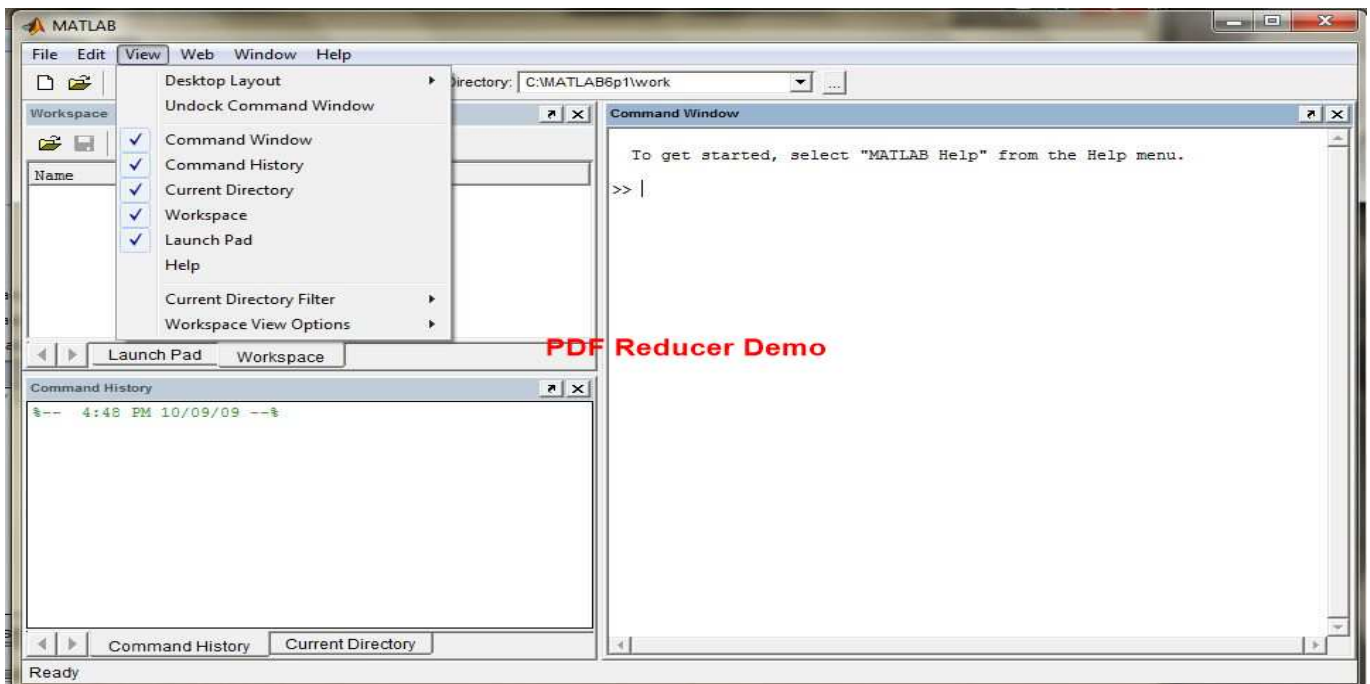 MATLAB
File Edit View Web Window Help
Desktop Layout
Undock Command Window
Command Window
Command History
Current Directory
Workspace
Launch Pad
Help
Current Directory Filter
Workspace View Options
irectory: C:\MATLAB6p1\work ...
Workspace
Name
Launch Pad Workspace
Command History
%-- 4:48 PM 10/09/09 --%
Command History Current Directory
Command Window
To get started, select "MATLAB Help" from the Help menu.
>>
PDF Reducer Demo
Ready